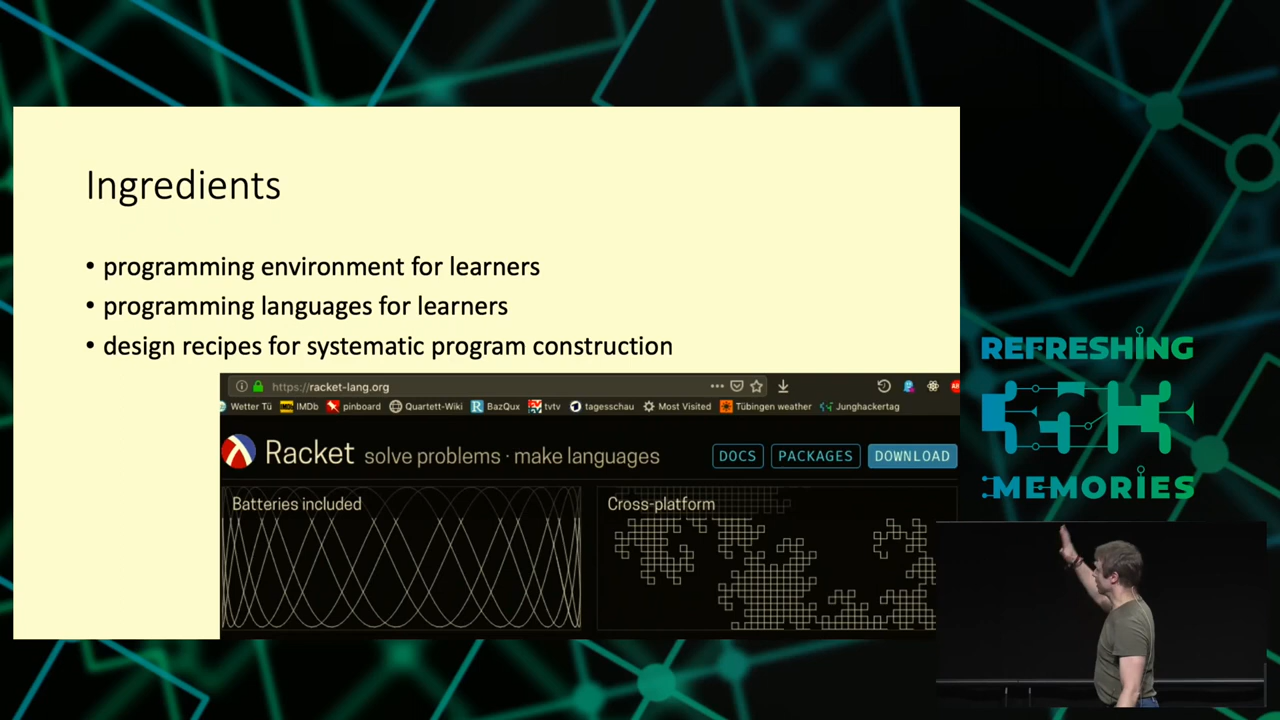 Ingredients
• programming environment for learners
• programming languages for learners
• design recipes for systematic program construction
https://racket-lang.org
Wetter Tü IMDb pinboard Quartett-Wiki BazQux tvtv tagesschau Most Visited Tübingen weather Junghackertag
Racket solve problems · make languages DOCS PACKAGES DOWNLOAD
Batteries included Cross-platform
REFRESHING
GPN
MEMORIES